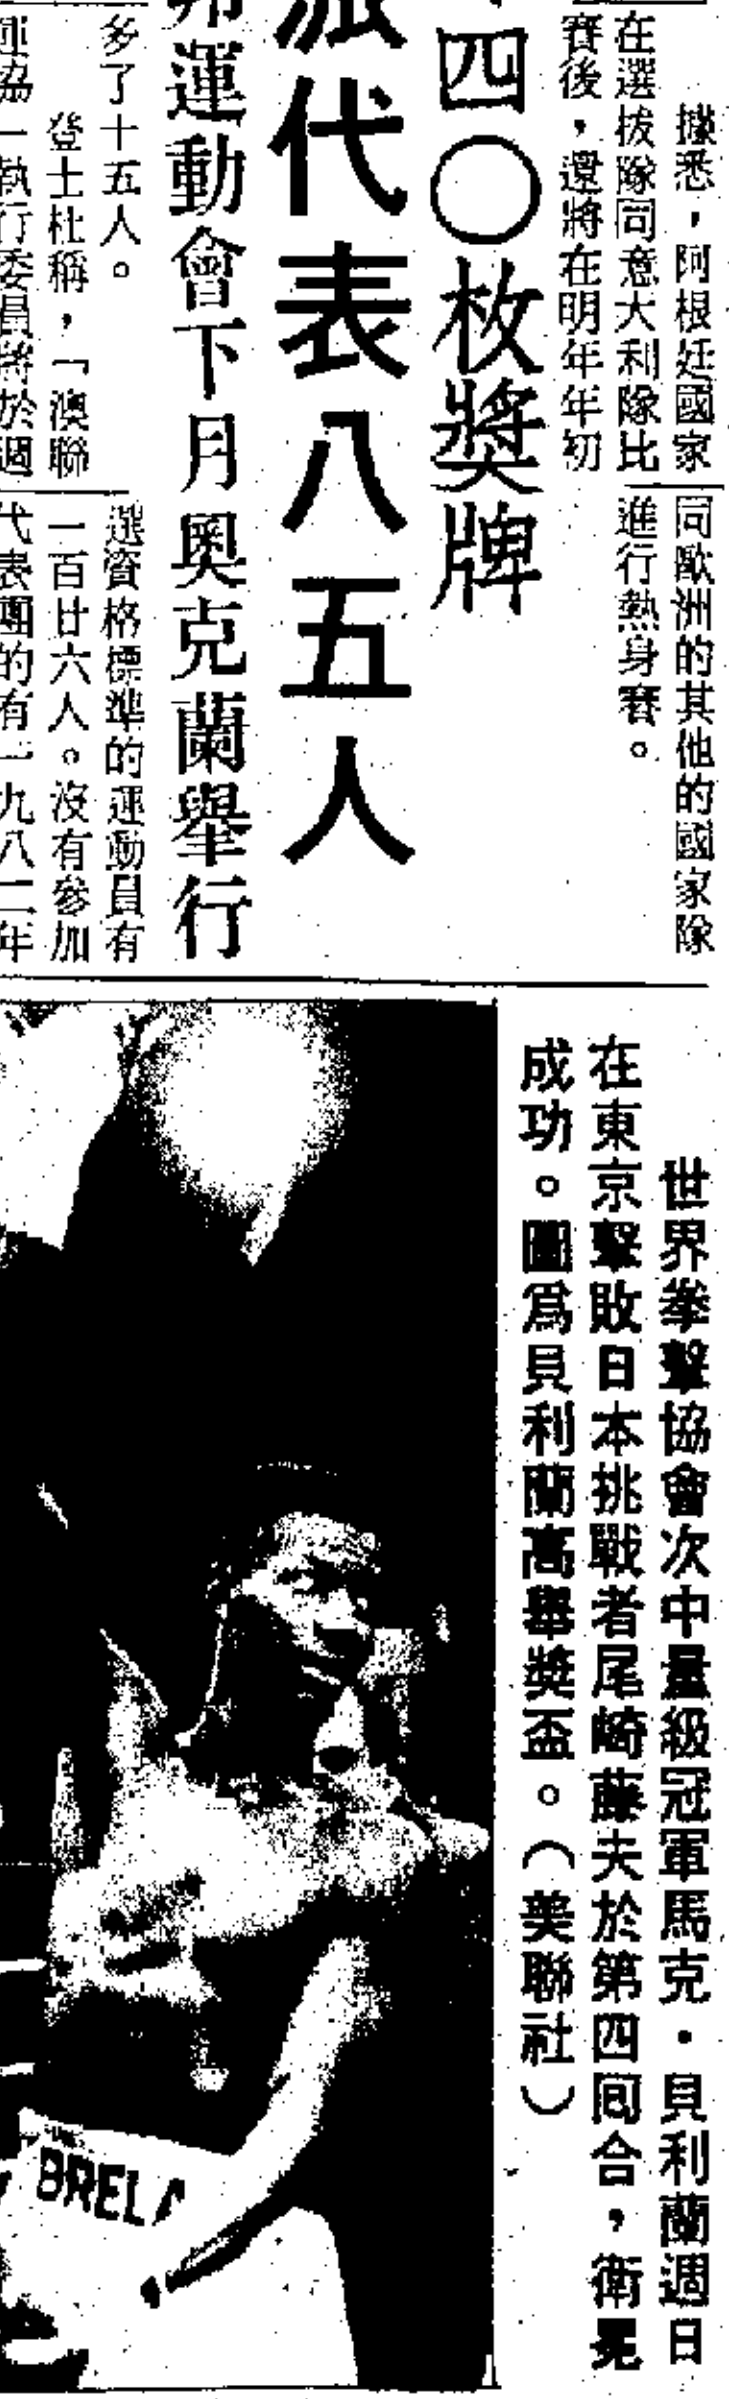 據悉，阿根廷國家
在選拔隊同意大利隊比
賽後，還將在明年年初
同歐洲的其他的國家隊
進行熱身賽。
四〇枚獎牌
派代表八五人
運動會下月奧克蘭舉行
多了十五人。
登士杜稱，「澳聯
運協一執行委員將於週
選資格標準的運動員有
一百廿六人。沒有參加
代表團的有一九八二年
世界拳擊協會次中量級冠軍馬克・貝利蘭週日
在東京擊敗日本挑戰者尾崎藤夫於第四囘合，衛冕
成功。圖爲貝利蘭高舉獎盃。（美聯社）
BRELA